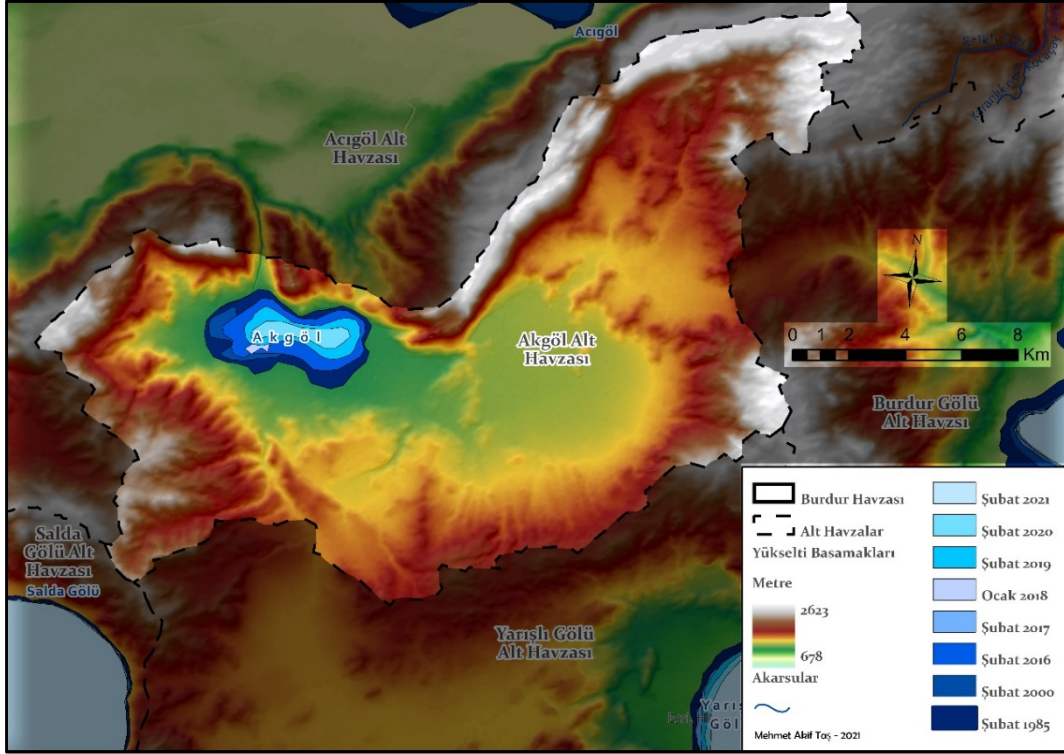 Acıgöl
Acıgöl Alt
Havzası
Akgöl
Akgöl Alt
Havzası
N
0 1 2 4 6 8
Km
Burdur Gölü
Alt Havzsı
Salda
Gölü Alt
Havzası
Salda Gölü
Yarışlı Gölü
Alt Havzası
Yarış
Göl
Burdur Havzası
Alt Havzalar
Yükselti Basamakları
Metre
2623
678
Akarsular
Mehmet Akif Taş - 2021
Şubat 2021
Şubat 2020
Şubat 2019
Ocak 2018
Şubat 2017
Şubat 2016
Şubat 2000
Şubat 1985